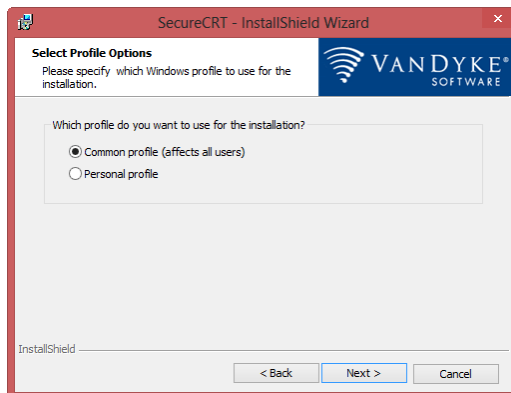 SecureCRT - InstallShield Wizard
Select Profile Options
Please specify which Windows profile to use for the
installation.
VANDYKE®
SOFTWARE
Which profile do you want to use for the installation?
Common profile (affects all users)
Personal profile
InstallShield
< Back
Next >
Cancel